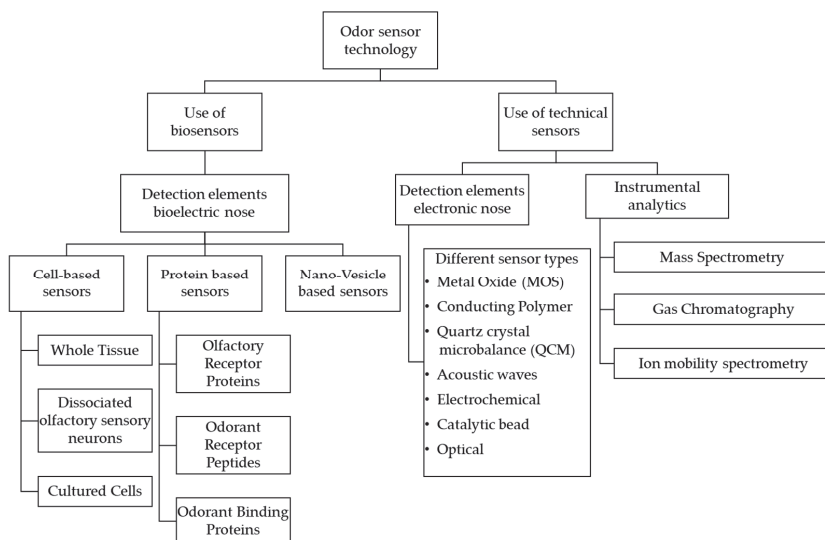 Odor sensor
technology
Use of
biosensors
Use of technical
sensors
Detection elements
bioelectric nose
Detection elements
electronic nose
Instrumental
analytics
Cell-based
sensors
Protein based
sensors
Nano-Vesicle
based sensors
Different sensor types
• Metal Oxide (MOS)
• Conducting Polymer
• Quartz crystal
microbalance (QCM)
• Acoustic waves
• Electrochemical
• Catalytic bead
• Optical
Mass Spectrometry
Gas Chromatography
Ion mobility spectrometry
Whole Tissue
Dissociated
olfactory sensory
neurons
Cultured Cells
Olfactory
Receptor
Proteins
Odorant
Receptor
Peptides
Odorant Binding
Proteins